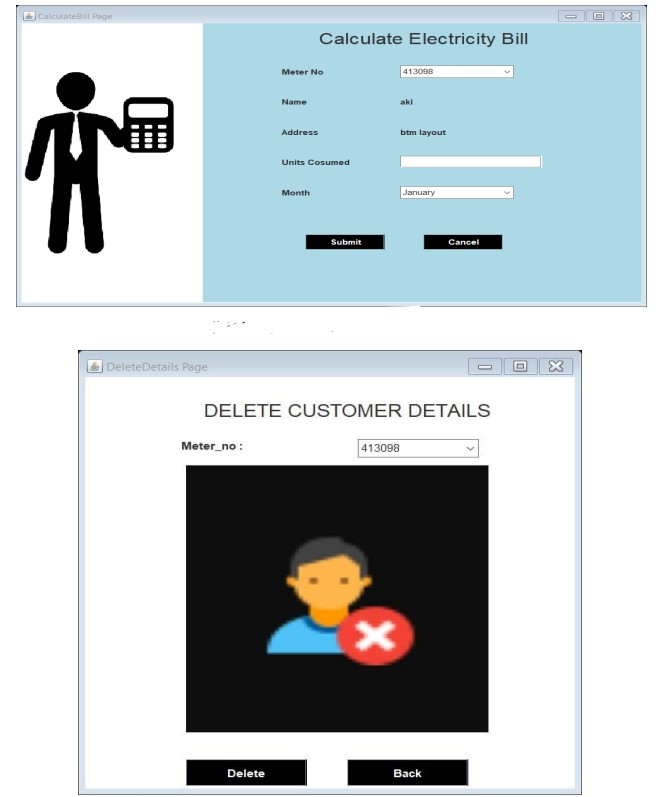 CalculateBill Page
Calculate Electricity Bill
Meter No 413098
Name aki
Address btm layout
Units Cosumed
Month January
Submit Cancel
DeleteDetails Page
DELETE CUSTOMER DETAILS
Meter_no : 413098
Delete Back